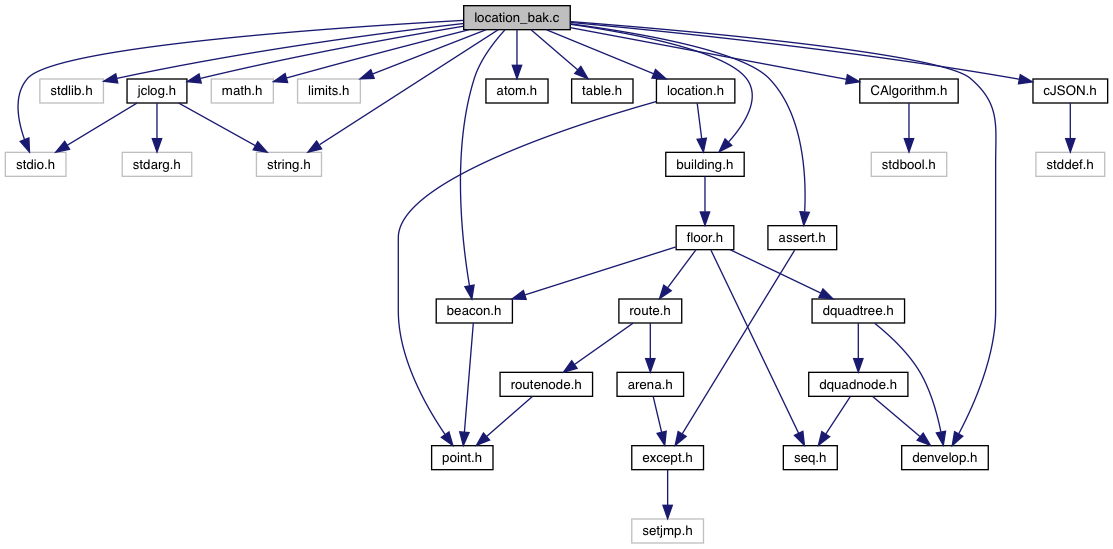 location_bak.c
stdlib.h
jclog.h
math.h
limits.h
atom.h
table.h
location.h
CAlgorithm.h
cJSON.h
stdio.h
stdarg.h
string.h
building.h
stdbool.h
stddef.h
floor.h
assert.h
beacon.h
route.h
dquadtree.h
routenode.h
arena.h
dquadnode.h
point.h
except.h
seq.h
denvelop.h
setjmp.h